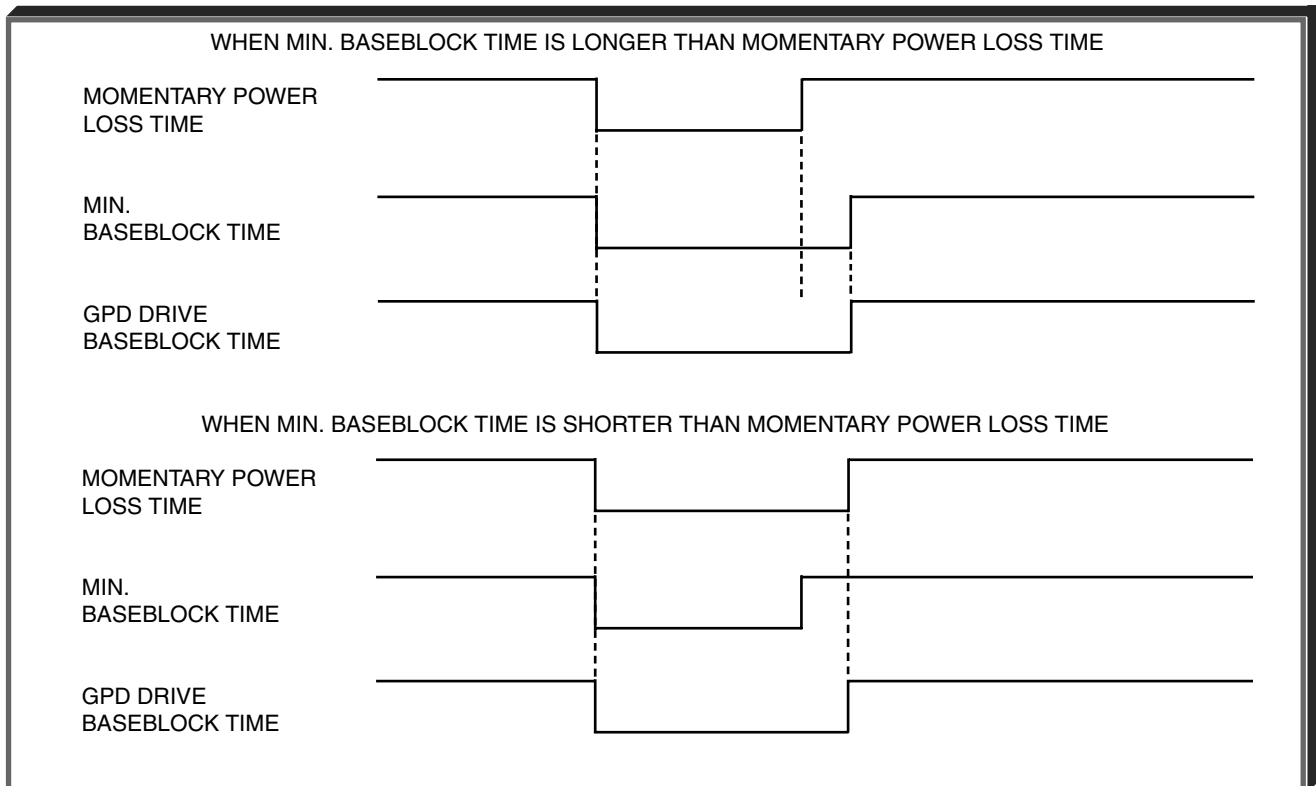 WHEN MIN. BASEBLOCK TIME IS LONGER THAN MOMENTARY POWER LOSS TIME
MOMENTARY POWER
LOSS TIME
MIN.
BASEBLOCK TIME
GPD DRIVE
BASEBLOCK TIME
WHEN MIN. BASEBLOCK TIME IS SHORTER THAN MOMENTARY POWER LOSS TIME
MOMENTARY POWER
LOSS TIME
MIN.
BASEBLOCK TIME
GPD DRIVE
BASEBLOCK TIME